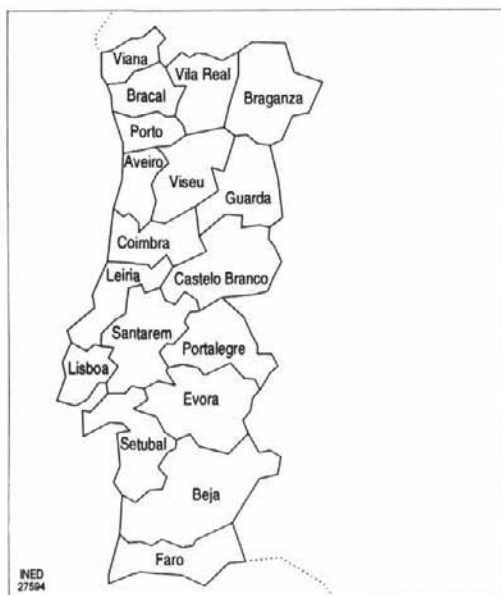 Viana
Vila Real
Bracal
Braganza
Porto
Aveiro
Viseu
Guarda
Coimbra
Leiria
Castelo Branco
Santarem
Portalegre
Lisboa
Evora
Setubal
Beja
Faro
INED
27594